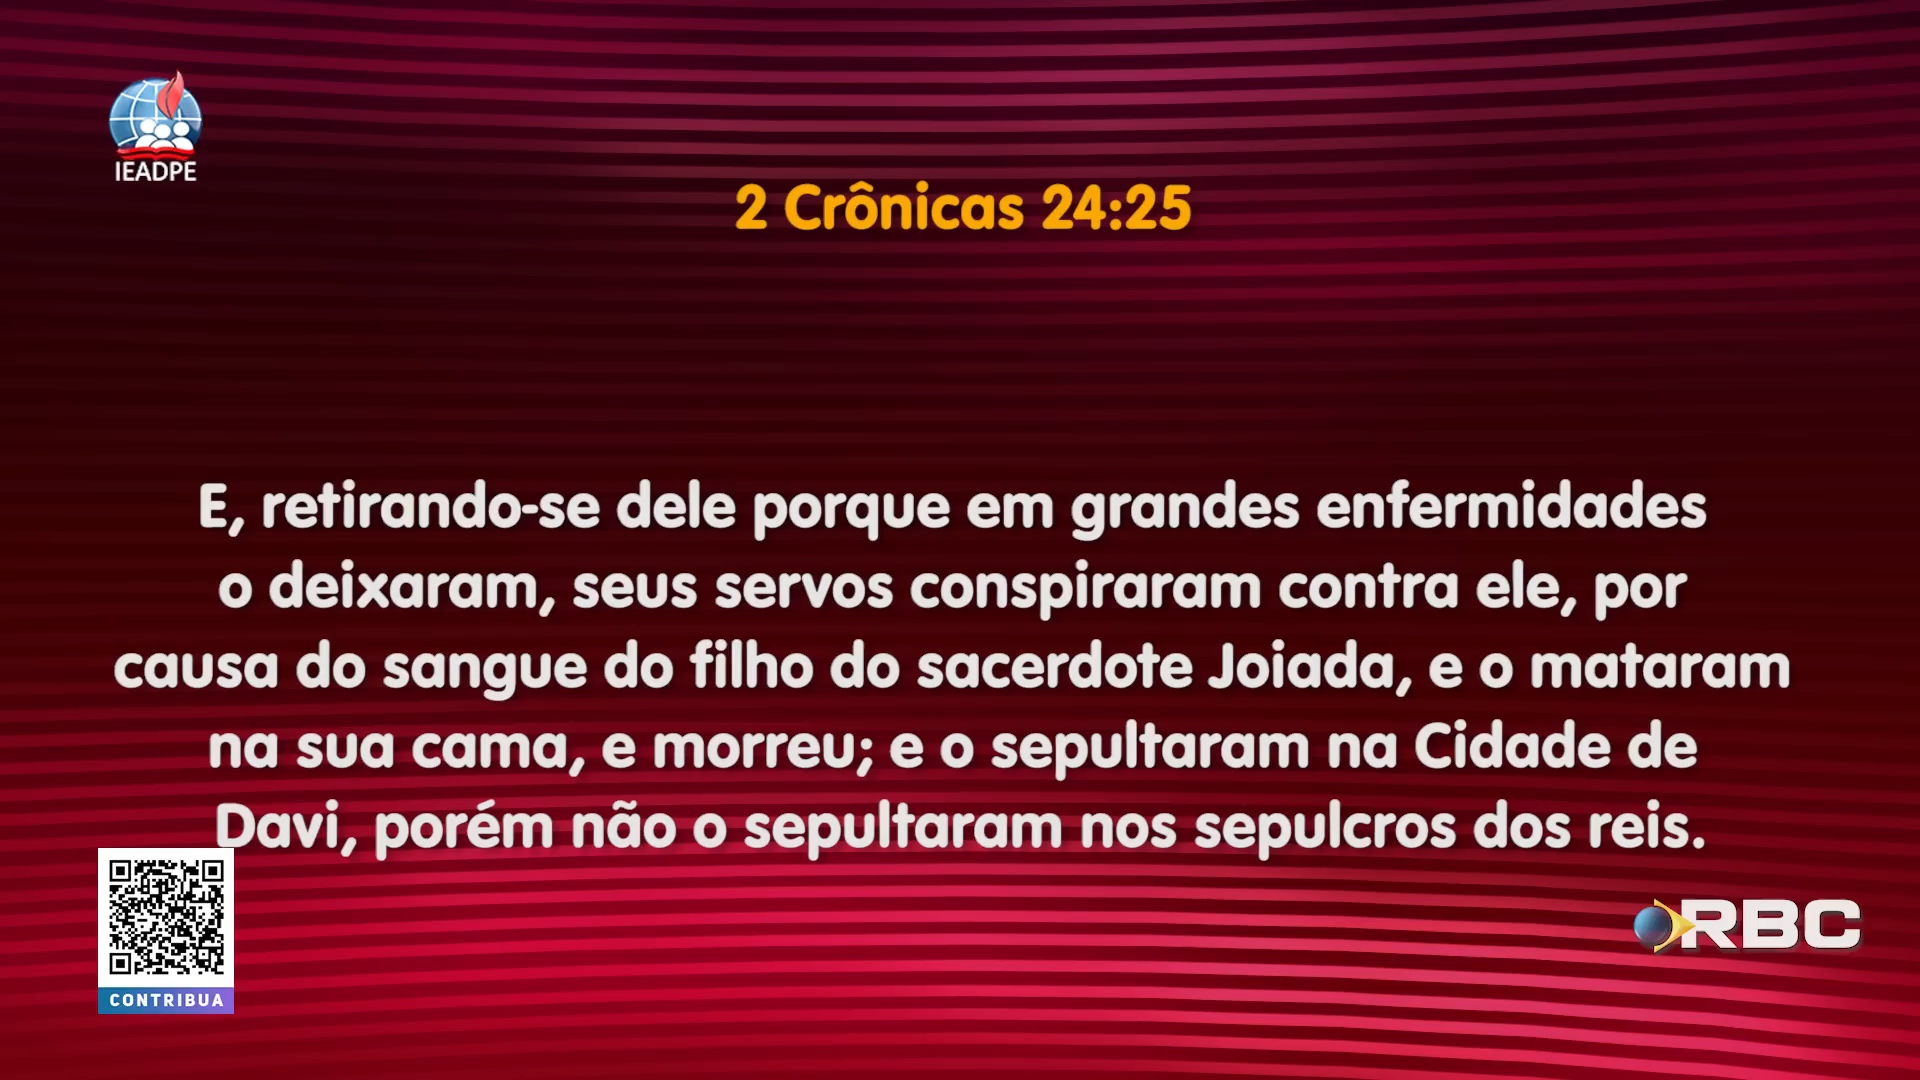 IEADPE
2 Crônicas 24:25
E, retirando-se dele porque em grandes enfermidades
o deixaram, seus servos conspiraram contra ele, por
causa do sangue do filho do sacerdote Joiada, e o mataram
na sua cama, e morreu; e o sepultaram na Cidade de
Davi, porém não o sepultaram nos sepulcros dos reis.
RBC
CONTRIBUA